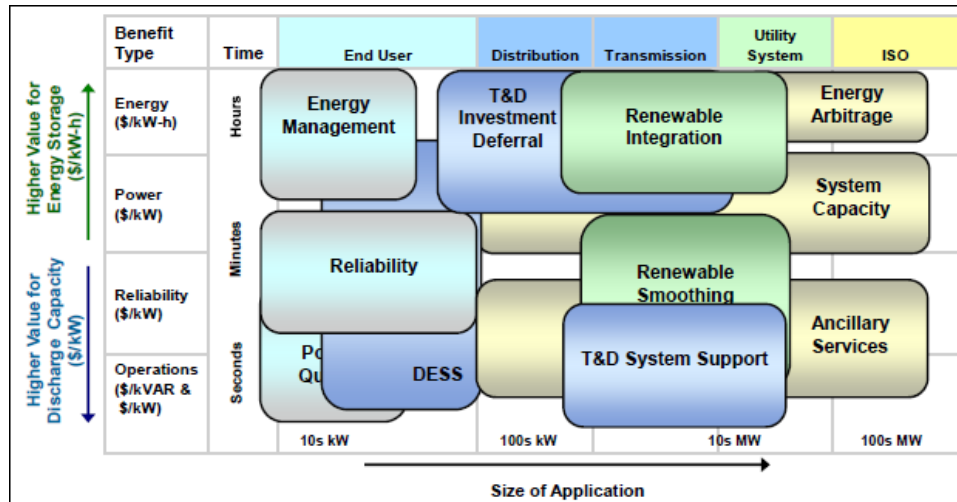 Benefit
Type
Time
End User
Distribution
Transmission
Utility
System
ISO
Higher Value for
Energy Storage
($/kW-h)
Higher Value for
Discharge Capacity
($/kW)
Energy
($/kW-h)
Power
($/kW)
Reliability
($/kW)
Operations
($/kVAR &
$/kW)
Hours
Minutes
Seconds
Energy
Management
T&D
Investment
Deferral
Renewable
Integration
Energy
Arbitrage
System
Capacity
Reliability
Renewable
Smoothing
Ancillary
Services
Po
Qu
DESS
T&D System Support
10s kW
100s kW
10s MW
100s MW
Size of Application